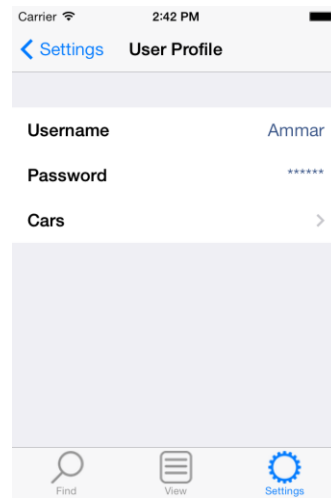 Carrier 2:42 PM
Settings User Profile
Username Ammar
Password ******
Cars
Find View Settings